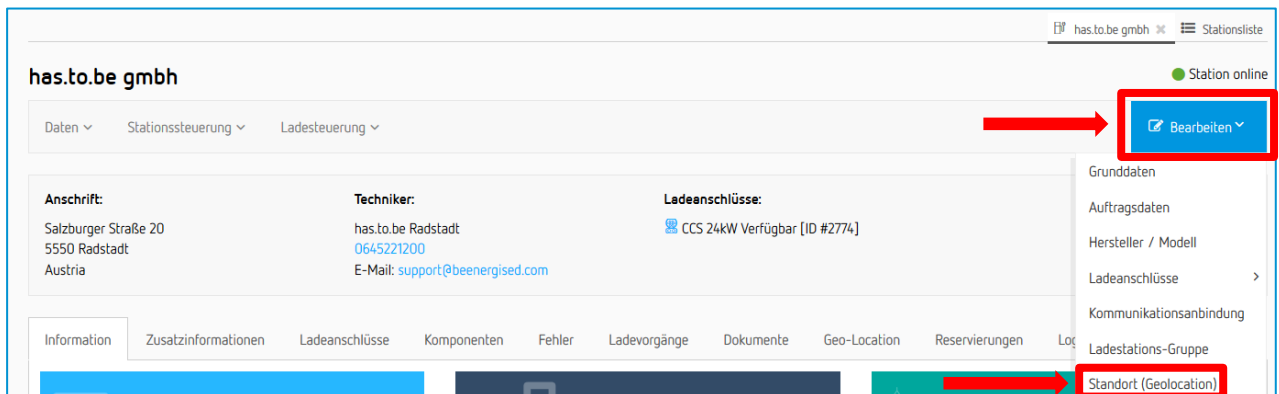 has.to.be gmbh Stationsliste
has.to.be gmbh
Station online
Daten Stationssteuerung Ladesteuerung Bearbeiten
Grunddaten
Auftragsdaten
Hersteller / Modell
Ladeanschlüsse
Kommunikationsanbindung
Ladestations-Gruppe
Standort (Geolocation)
Anschrift: Techniker: Ladeanschlüsse:
Salzburger Straße 20 has.to.be Radstadt CCS 24kW Verfügbar [ID #2774]
5550 Radstadt 0645221200
Austria E-Mail: support@beenergised.com
Information Zusatzinformationen Ladeanschlüsse Komponenten Fehler Ladevorgänge Dokumente Geo-Location Reservierungen